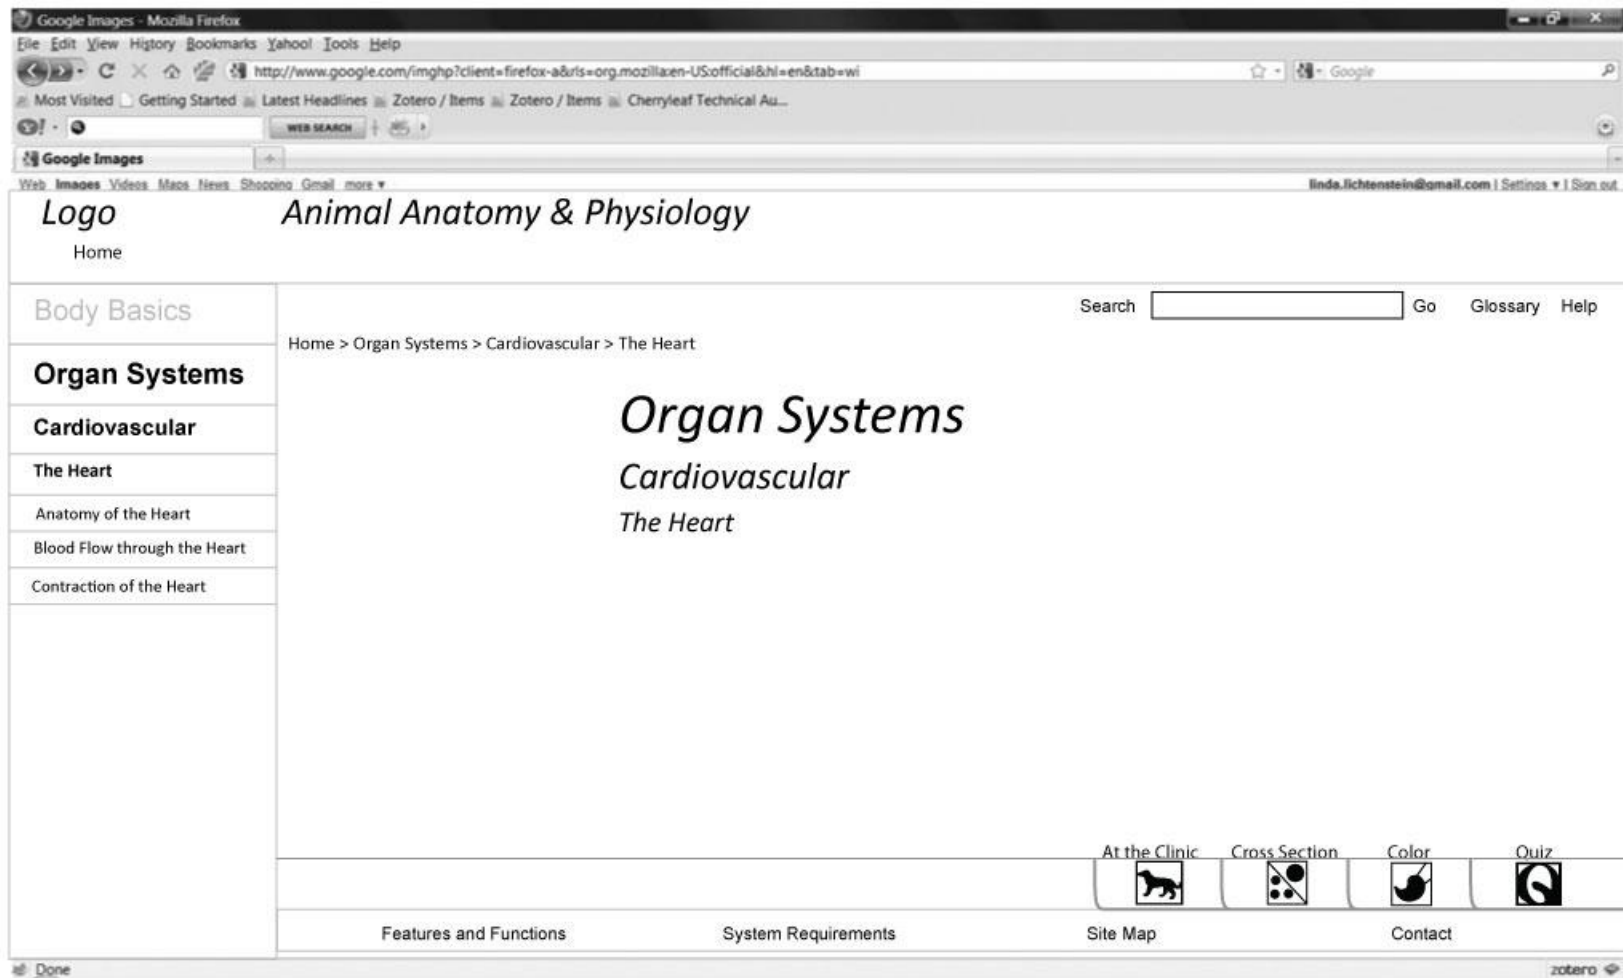 Google Images - Mozilla Firefox
File Edit View History Bookmarks Yahoo! Tools Help
http://www.google.com/imghp?client=firefox-a&rls=org.mozilla:en-US:official&hl=en&tab=wi Google
Most Visited Getting Started Latest Headlines Zotero / Items Zotero / Items Cherryleaf Technical Au...
Y! WEB SEARCH
Google Images
Web Images Videos Maps News Shopping Gmail more ▼ linda.lichtenstein@gmail.com | Settings ▼ | Sign out
Logo Animal Anatomy & Physiology
Home
Body Basics
Search Go Glossary Help
Home > Organ Systems > Cardiovascular > The Heart
Organ Systems
Cardiovascular
The Heart
Anatomy of the Heart
Blood Flow through the Heart
Contraction of the Heart
Organ Systems
Cardiovascular
The Heart
At the Clinic Cross Section Color Quiz
Q
Features and Functions System Requirements Site Map Contact
Done zotero